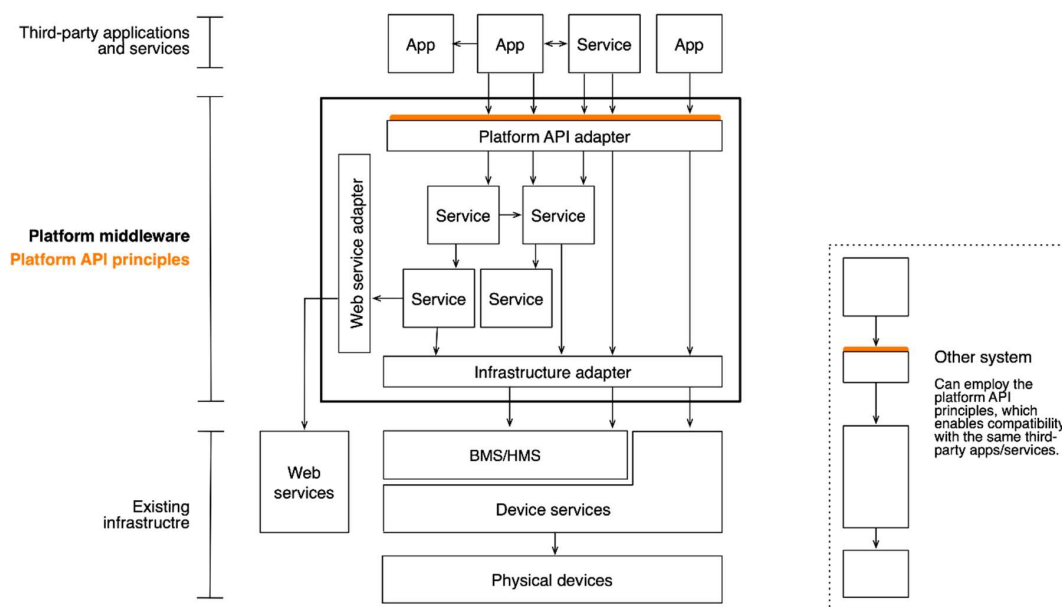 Third-party applications
and services
App
App
Service
App
Platform API adapter
Web service adapter
Service
Service
Platform middleware
Platform API principles
Service
Service
Infrastructure adapter
Other system
Can employ the
platform API
principles, which
enables compatibility
with the same third-
party apps/services.
BMS/HMS
Web
services
Existing
infrastructre
Device services
Physical devices